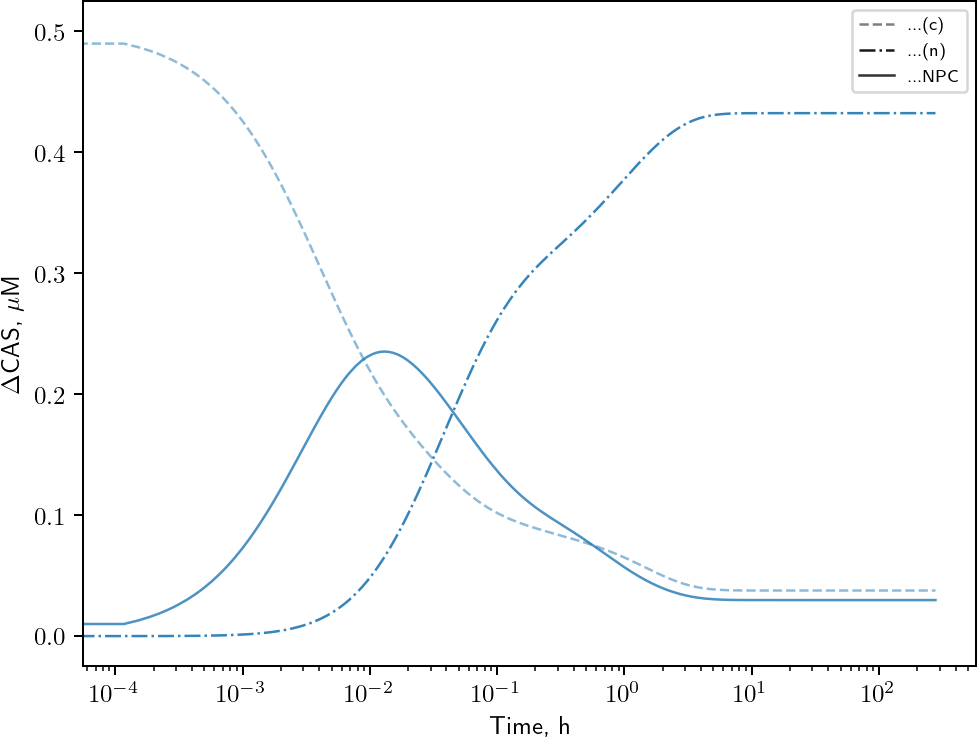 ...(c)
...(n)
...NPC
0.5
0.4
0.3
0.2
0.1
0.0
ΔCAS, μM
10⁻⁴ 10⁻³ 10⁻² 10⁻¹ 10⁰ 10¹ 10²
Time, h